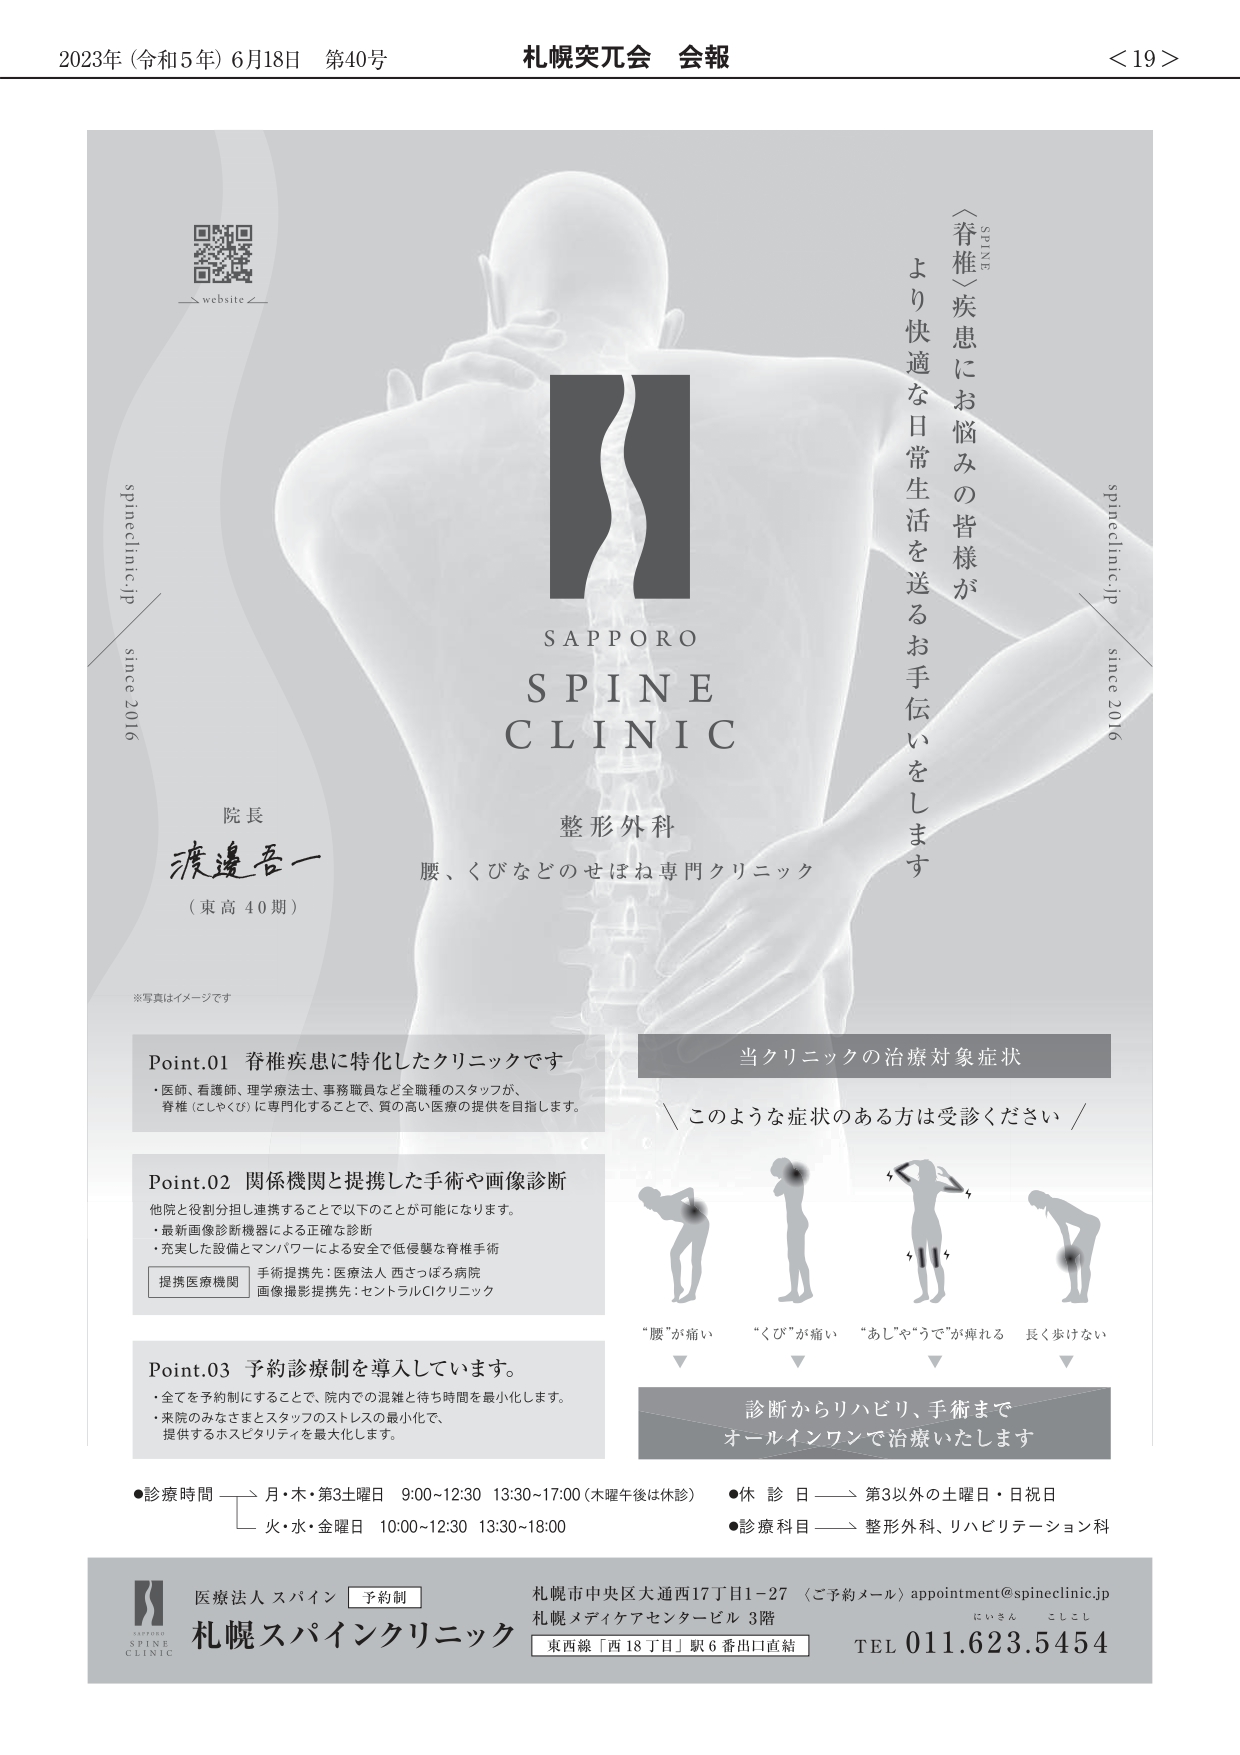 2023年（令和5年）6月18日　第40号
札幌突兀会　会報
＜19＞
website
SPINE
〈脊椎〉疾患にお悩みの皆様が
より快適な日常生活を送るお手伝いをします
spineclinic.jp
since 2016
spineclinic.jp
since 2016
SAPPORO
SPINE
CLINIC
整形外科
腰、くびなどのせぼね専門クリニック
院長
渡邊吾一
（東高 40期）
※写真はイメージです
Point.01 脊椎疾患に特化したクリニックです
・医師、看護師、理学療法士、事務職員など全職種のスタッフが、
脊椎（こしやくび）に専門化することで、質の高い医療の提供を目指します。
Point.02 関係機関と提携した手術や画像診断
他院と役割分担し連携することで以下のことが可能になります。
・最新画像診断機器による正確な診断
・充実した設備とマンパワーによる安全で低侵襲な脊椎手術
提携医療機関
手術提携先：医療法人 西さっぽろ病院
画像撮影提携先：セントラルCIクリニック
Point.03 予約診療制を導入しています。
・全てを予約制にすることで、院内での混雑と待ち時間を最小化します。
・来院のみなさまとスタッフのストレスの最小化で、
提供するホスピタリティを最大化します。
当クリニックの治療対象症状
＼ このような症状のある方は受診ください ／
“腰”が痛い
“くび”が痛い
“あし”や“うで”が痺れる
長く歩けない
▼ ▼ ▼ ▼
診断からリハビリ、手術まで
オールインワンで治療いたします
●診療時間 月・木・第3土曜日 9:00~12:30 13:30~17:00（木曜午後は休診）
火・水・金曜日 10:00~12:30 13:30~18:00
●休 診 日 第3以外の土曜日・日祝日
●診療科目 整形外科、リハビリテーション科
SAPPORO
SPINE
CLINIC
医療法人 スパイン 予約制
札幌スパインクリニック
札幌市中央区大通西17丁目1−27
札幌メディケアセンタービル 3階
東西線「西18丁目」駅6番出口直結
〈ご予約メール〉appointment@spineclinic.jp
にいさん こしこし
TEL 011.623.5454